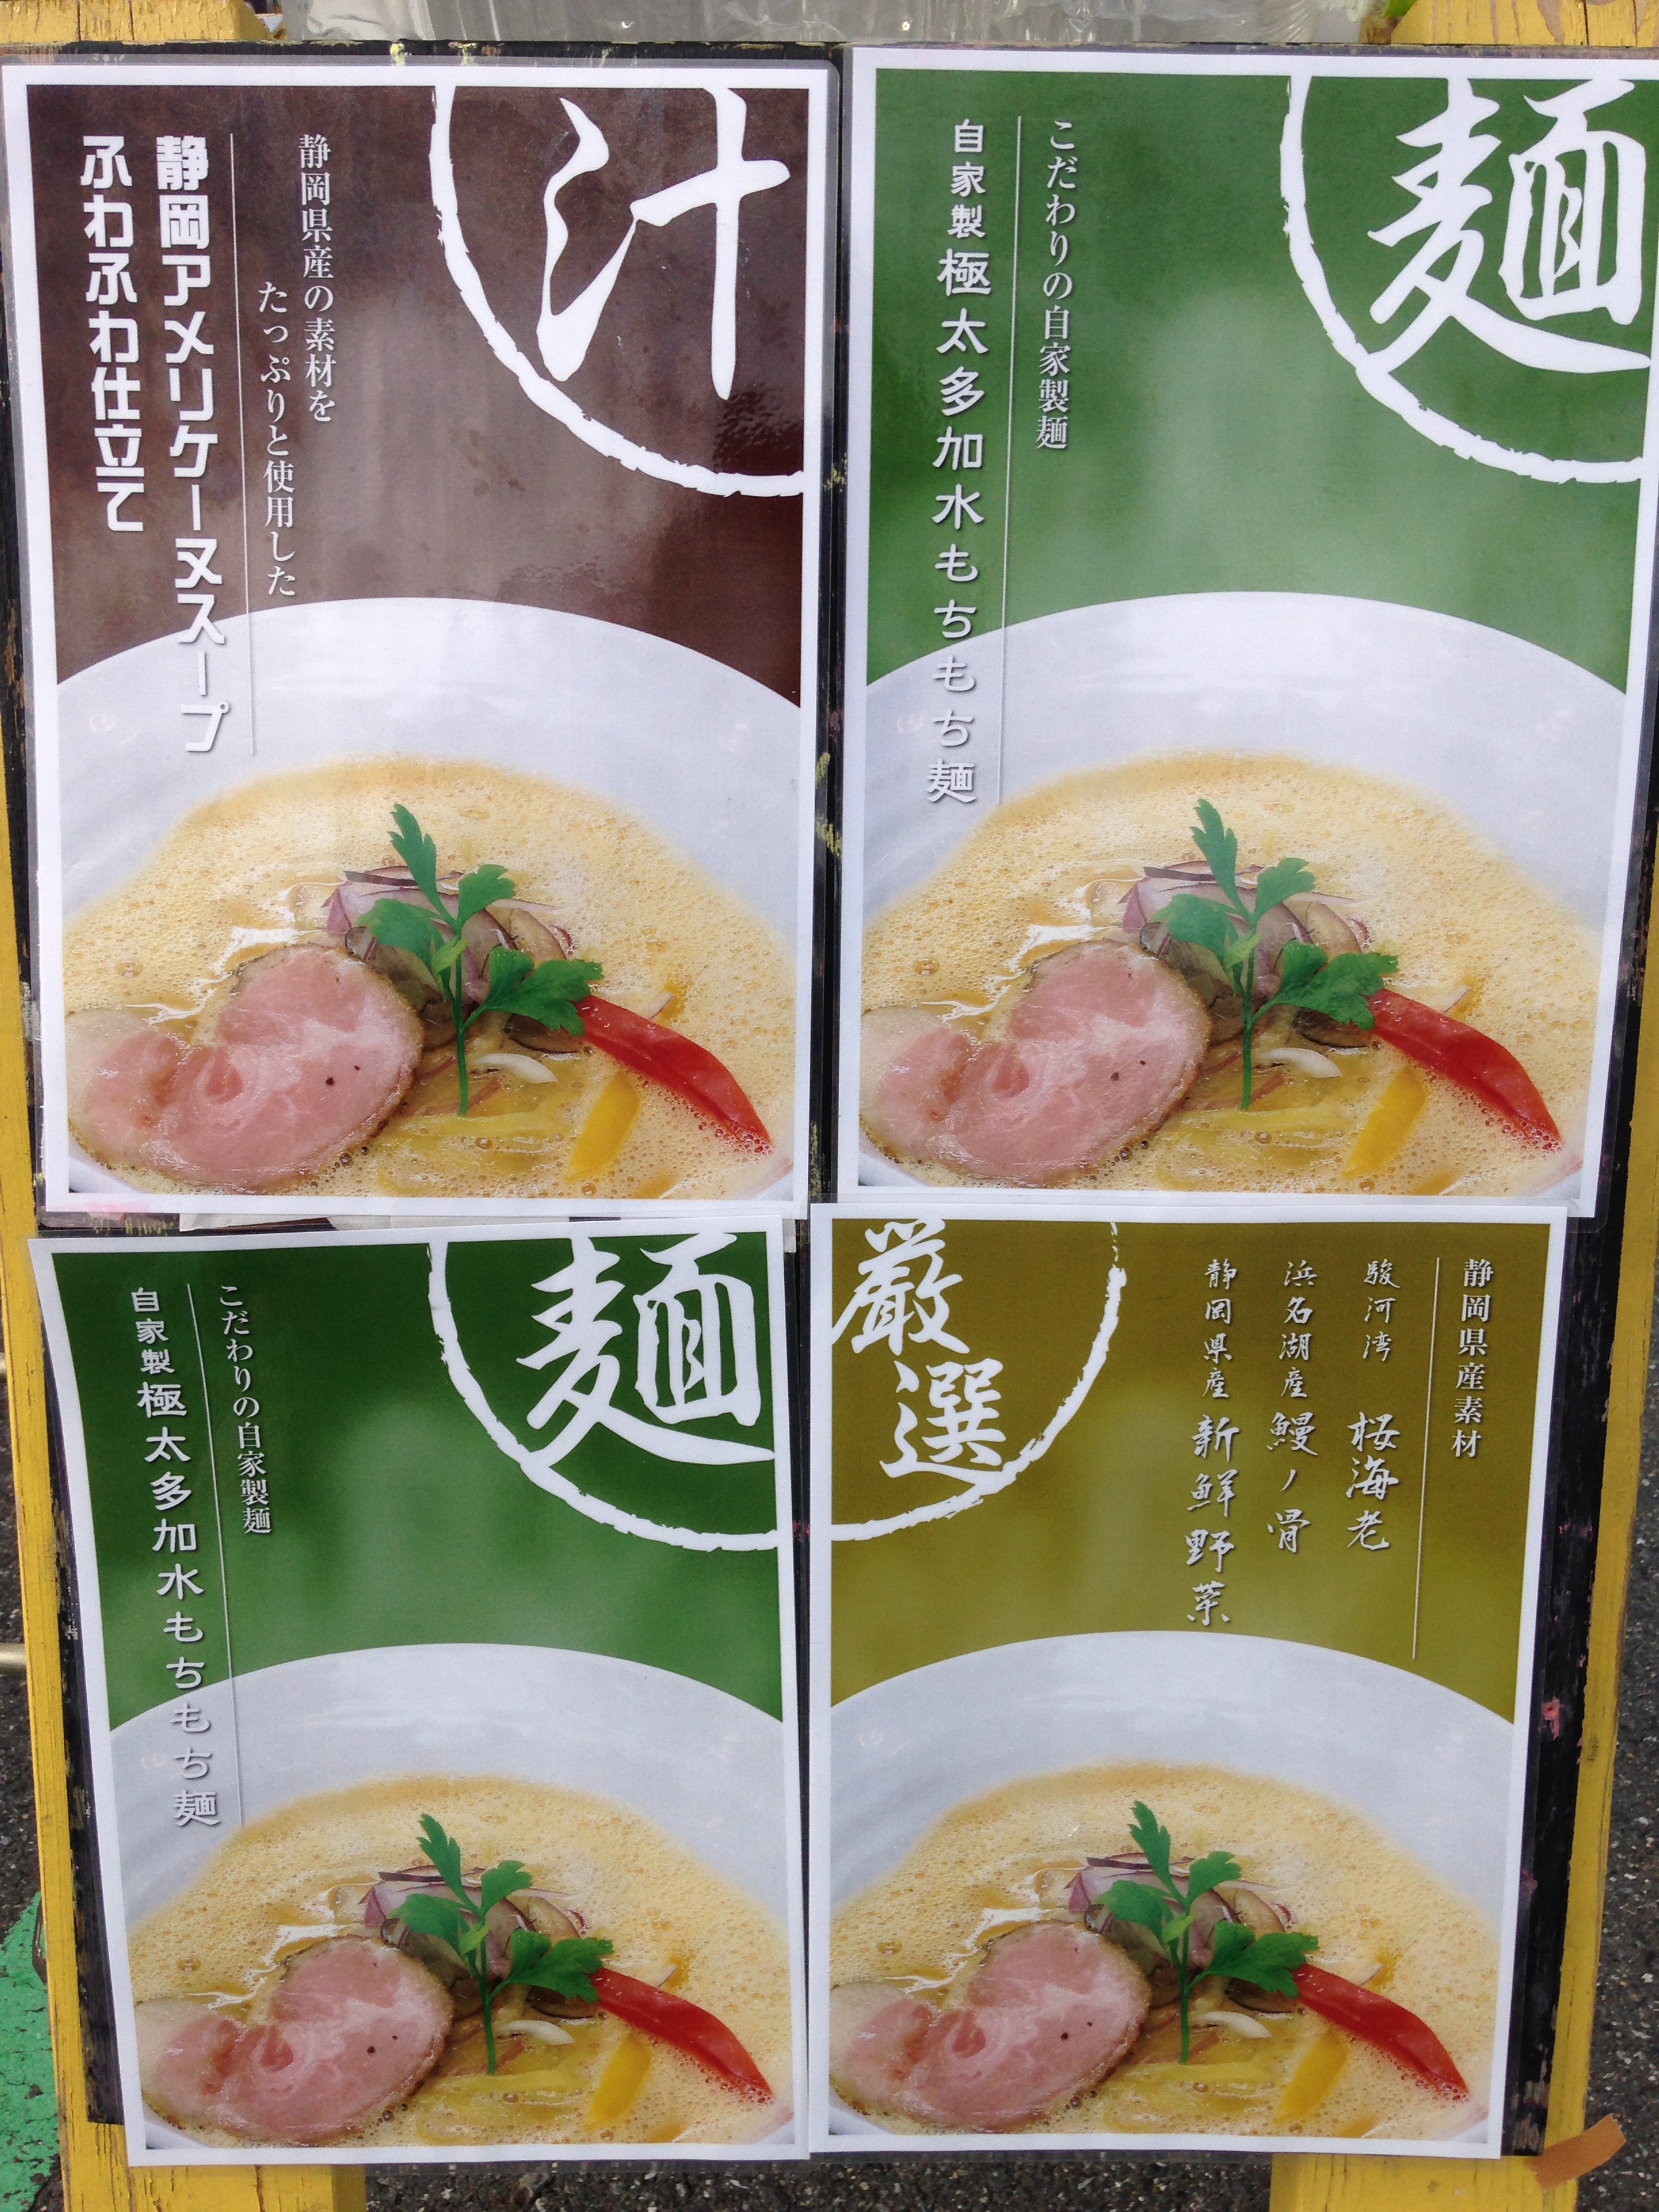 汁
静岡県産の素材を
たっぷりと使用した
静岡アメリケーヌスープ
ふわふわ仕立て
麺
こだわりの自家製麺
自家製極太多加水もちもち麺
麺
こだわりの自家製麺
自家製極太多加水もちもち麺
静岡県産素材
駿河湾 桜海老
浜名湖産 鰻ノ骨
静岡県産 新鮮野菜
厳選